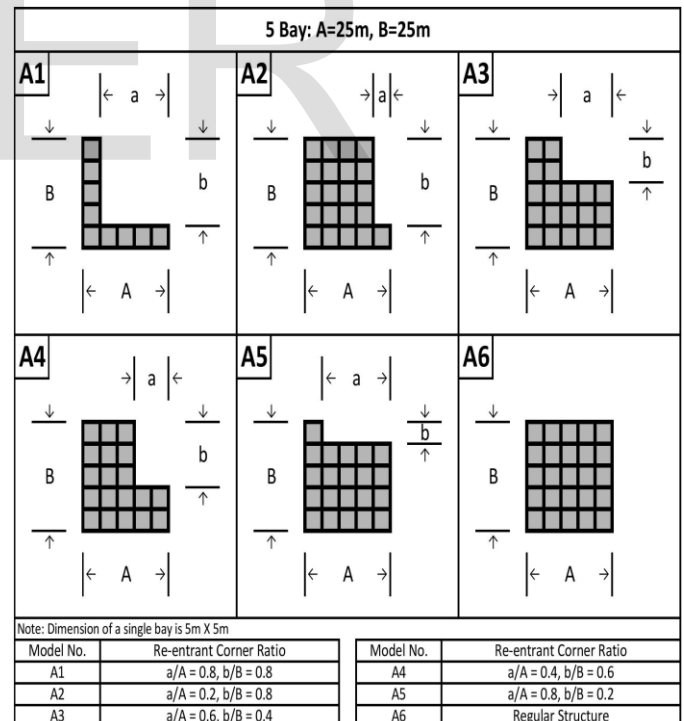 5 Bay: A=25m, B=25m
A1
a
B
b
A
A2
a
B
b
A
A3
a
B
b
A
A4
a
B
b
A
A5
a
B
b
A
A6
B
A
Note: Dimension of a single bay is 5m X 5m
Model No. Re-entrant Corner Ratio Model No. Re-entrant Corner Ratio
A1 a/A = 0.8, b/B = 0.8 A4 a/A = 0.4, b/B = 0.6
A2 a/A = 0.2, b/B = 0.8 A5 a/A = 0.8, b/B = 0.2
A3 a/A = 0.6, b/B = 0.4 A6 Regular Structure
ER